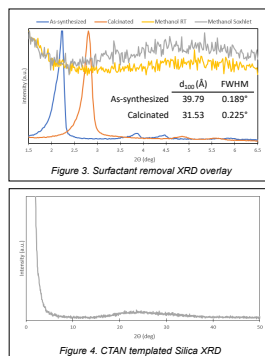 As-synthesized Calcinated Methanol RT Methanol Soxhlet
Intensity (a.u.)
d100 (Å) FWHM
As-synthesized 39.79 0.189°
Calcinated 31.53 0.225°
1.5 2 2.5 3 3.5 4 4.5 5 5.5 6 6.5
2Θ (deg)
Figure 3. Surfactant removal XRD overlay
Intensity (a.u.)
0 10 20 30 40 50
2Θ (deg)
Figure 4. CTAN templated Silica XRD